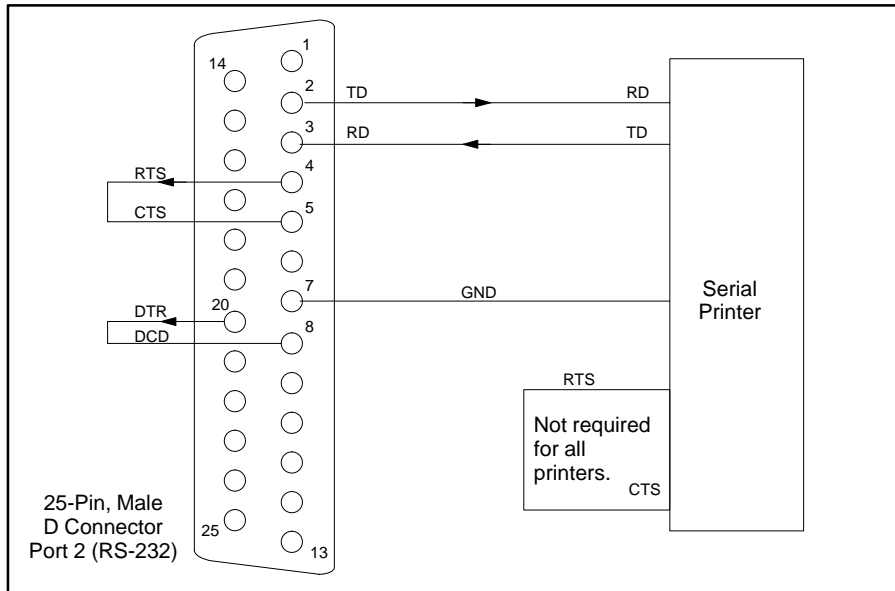 1
14
2
TD
RD
3
RD
TD
RTS
4
CTS
5
7
GND
Serial
Printer
DTR
20
DCD
8
RTS
Not required
for all
printers.
CTS
25-Pin, Male
D Connector
Port 2 (RS-232)
25
13